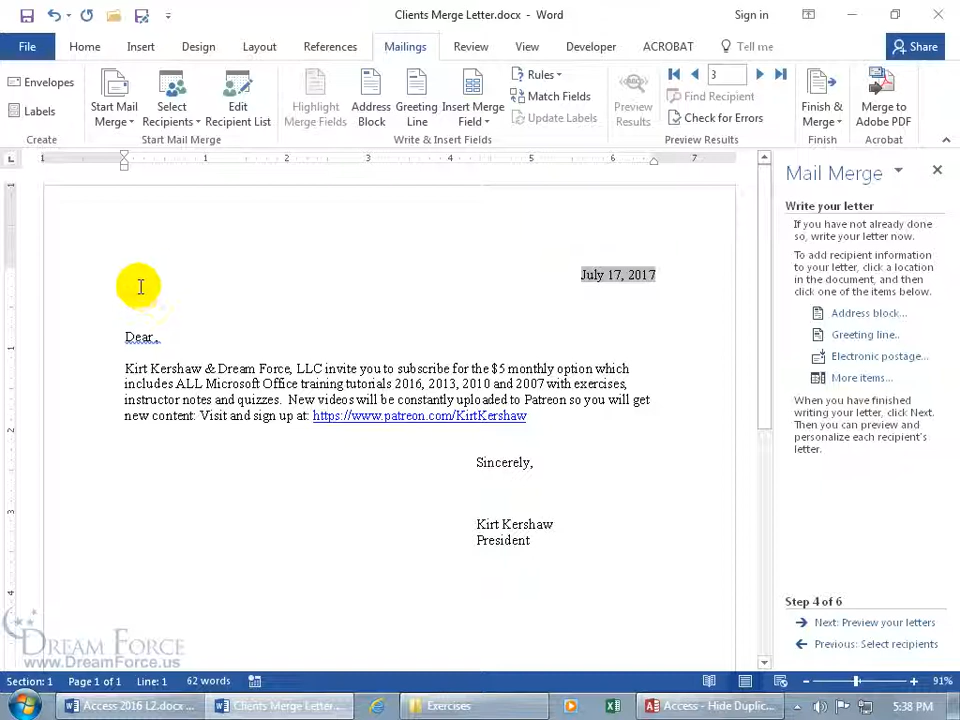 Clients Merge Letter.docx - Word
Sign in
File Home Insert Design Layout References Mailings Review View Developer ACROBAT Tell me Share
Envelopes
Labels
Create
Start Mail Merge
Select Recipients
Edit Recipient List
Start Mail Merge
Highlight Merge Fields
Address Block
Greeting Line
Insert Merge Field
Rules
Match Fields
Update Labels
Write & Insert Fields
Preview Results
3
Find Recipient
Check for Errors
Preview Results
Finish & Merge
Finish
Merge to Adobe PDF
Acrobat
1 1 2 3 4 5 6 7
July 17, 2017
Dear ,
Kirt Kershaw & Dream Force, LLC invite you to subscribe for the $5 monthly option which
includes ALL Microsoft Office training tutorials 2016, 2013, 2010 and 2007 with exercises,
instructor notes and quizzes. New videos will be constantly uploaded to Patreon so you will get
new content: Visit and sign up at: https://www.patreon.com/KirtKershaw
Sincerely,
Kirt Kershaw
President
Mail Merge
Write your letter
If you have not already done
so, write your letter now.
To add recipient information
to your letter, click a location
in the document, and then
click one of the items below.
Address block...
Greeting line..
Electronic postage...
More items...
When you have finished
writing your letter, click Next.
Then you can preview and
personalize each recipient's
letter.
Step 4 of 6
Next: Preview your letters
Previous: Select recipients
DREAM FORCE
www.DreamForce.us
Section: 1 Page 1 of 1 Line: 1 62 words 91%
Access 2016 L2.docx ... Clients Merge Letter... Exercises Access - Hide Duplic... 5:38 PM